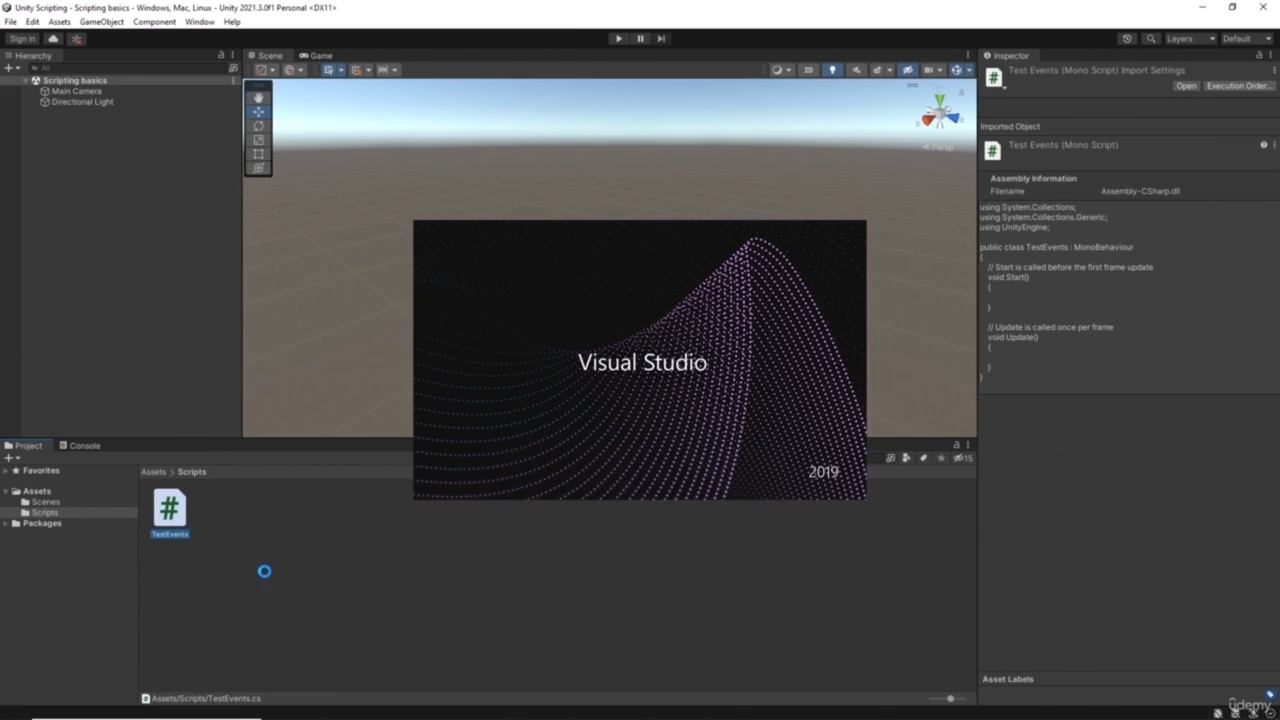 Unity Scripting - Scripting basics - Windows, Mac, Linux - Unity 2021.3.0f1 Personal <DX11>
File Edit Assets GameObject Component Window Help
Sign in
Layers
Default
Hierarchy
All
Scripting basics
Main Camera
Directional Light
Scene
Game
2D
Persp
Visual Studio
2019
Inspector
Test Events (Mono Script) Import Settings
Open
Execution Order...
Imported Object
Test Events (Mono Script)
Assembly Information
Filename Assembly-CSharp.dll
using System.Collections;
using System.Collections.Generic;
using UnityEngine;
public class TestEvents : MonoBehaviour
{
// Start is called before the first frame update
void Start()
{
}
// Update is called once per frame
void Update()
{
}
}
Project
Console
15
Favorites
Assets
Scenes
Scripts
Packages
Assets > Scripts
TestEvents
Assets/Scripts/TestEvents.cs
Asset Labels
udemy